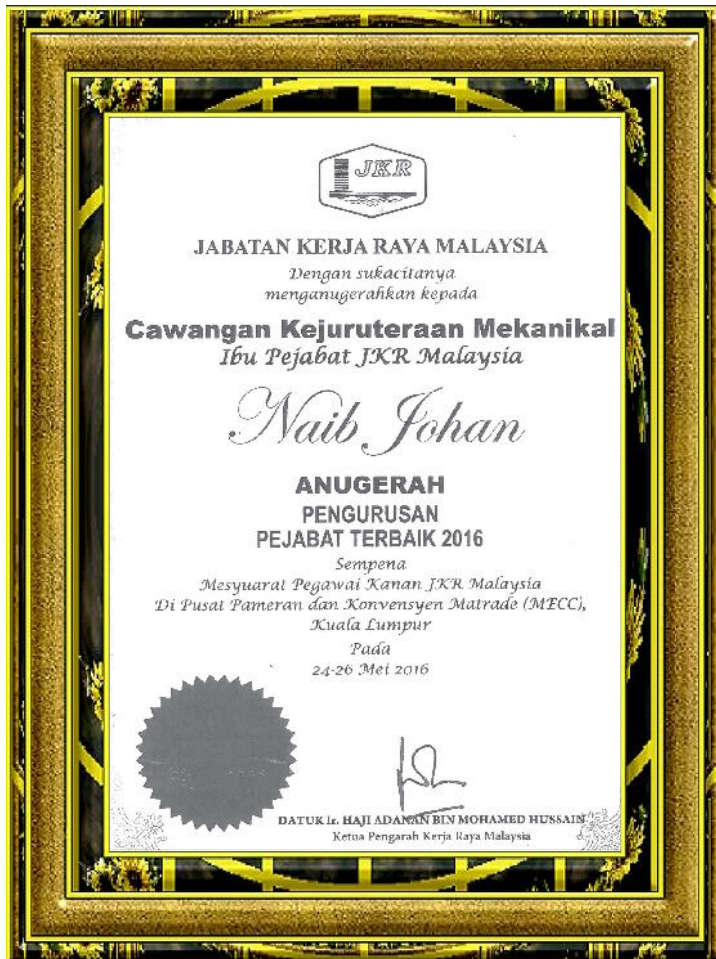 JKR
JABATAN KERJA RAYA MALAYSIA
Dengan sukacitanya
menganugerahkan kepada
Cawangan Kejuruteraan Mekanikal
Ibu Pejabat JKR Malaysia
Naib Johan
ANUGERAH
PENGURUSAN
PEJABAT TERBAIK 2016
Sempena
Mesyuarat Pegawai Kanan JKR Malaysia
Di Pusat Pameran dan Konvensyen Matrade (MECC),
Kuala Lumpur
Pada
24-26 Mei 2016
DATUK Ir. HAJI ADANAN BIN MOHAMED HUSSAIN
Ketua Pengarah Kerja Raya Malaysia